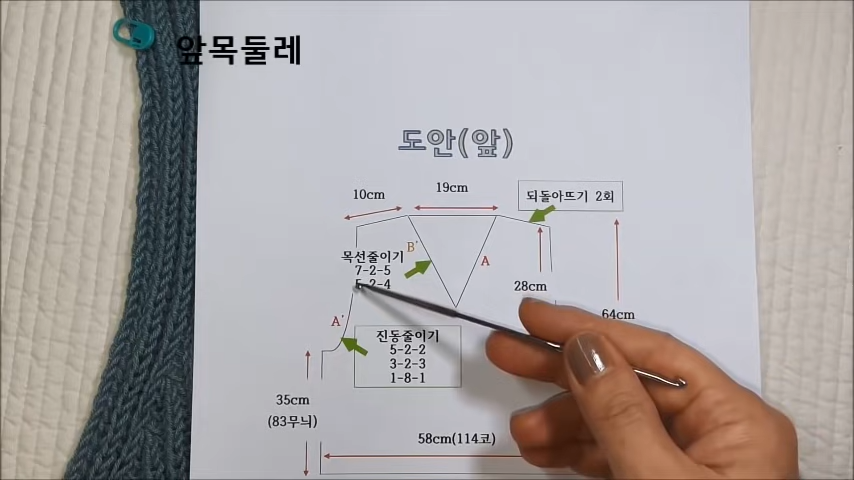 앞목둘레
도안(앞)
10cm
19cm
되돌아뜨기 2회
목선줄이기
7-2-5
5-2-4
B´
A
28cm
64cm
A´
진동줄이기
5-2-2
3-2-3
1-8-1
35cm
(83무늬)
58cm(114코)